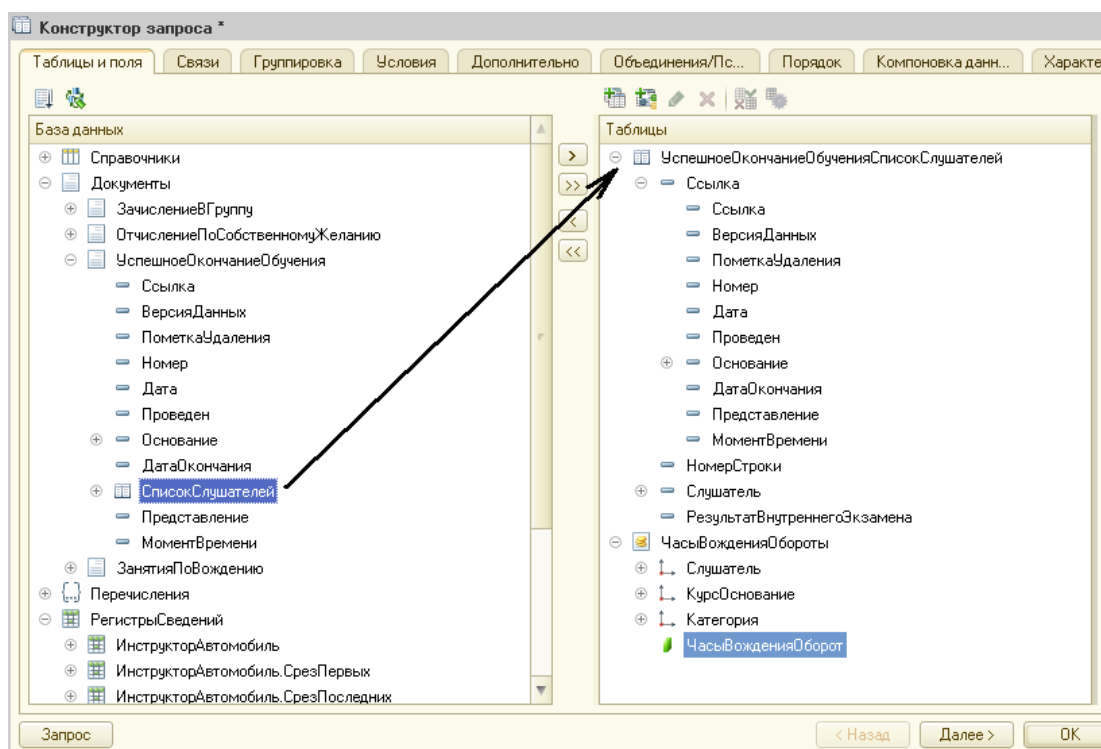 Конструктор запроса *
Таблицы и поля
Связи
Группировка
Условия
Дополнительно
Объединения/Пс...
Порядок
Компоновка данн...
Характе
База данных
Справочники
Документы
ЗачислениеВГруппу
ОтчислениеПоСобственномуЖеланию
УспешноеОкончаниеОбучения
Ссылка
ВерсияДанных
ПометкаУдаления
Номер
Дата
Проведен
Основание
ДатаОкончания
СписокСлушателей
Представление
МоментВремени
ЗанятияПоВождению
Перечисления
РегистрыСведений
ИнструкторАвтомобиль
ИнструкторАвтомобиль.СрезПервых
ИнструкторАвтомобиль.СрезПоследних
>
>>
<
<<
Таблицы
УспешноеОкончаниеОбученияСписокСлушателей
Ссылка
Ссылка
ВерсияДанных
ПометкаУдаления
Номер
Дата
Проведен
Основание
ДатаОкончания
Представление
МоментВремени
НомерСтроки
Слушатель
РезультатВнутреннегоЭкзамена
ЧасыВожденияОбороты
Слушатель
КурсОснование
Категория
ЧасыВожденияОборот
Запрос
< Назад
Далее >
OK